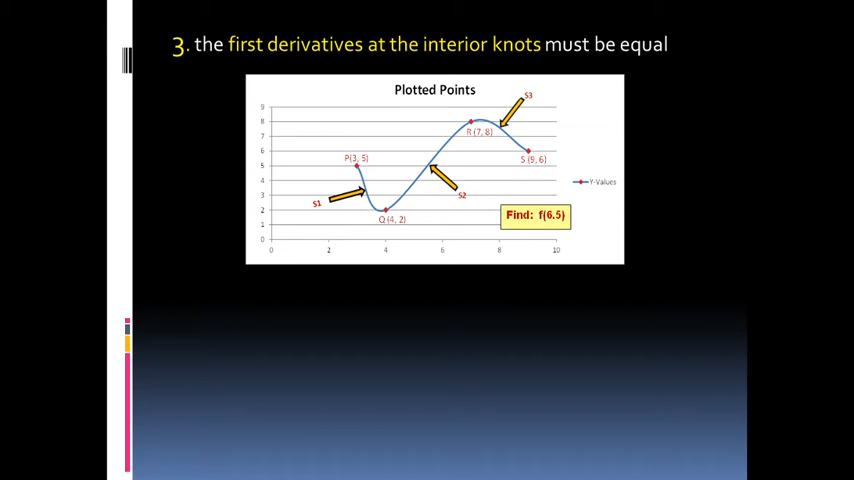 3. the first derivatives at the interior knots must be equal
Plotted Points
9
8
7
6
5
4
3
2
1
0
0 2 4 6 8 10
P(3, 5)
Q (4, 2)
R (7, 8)
S (9, 6)
S1
S2
S3
Y-Values
Find: f(6.5)